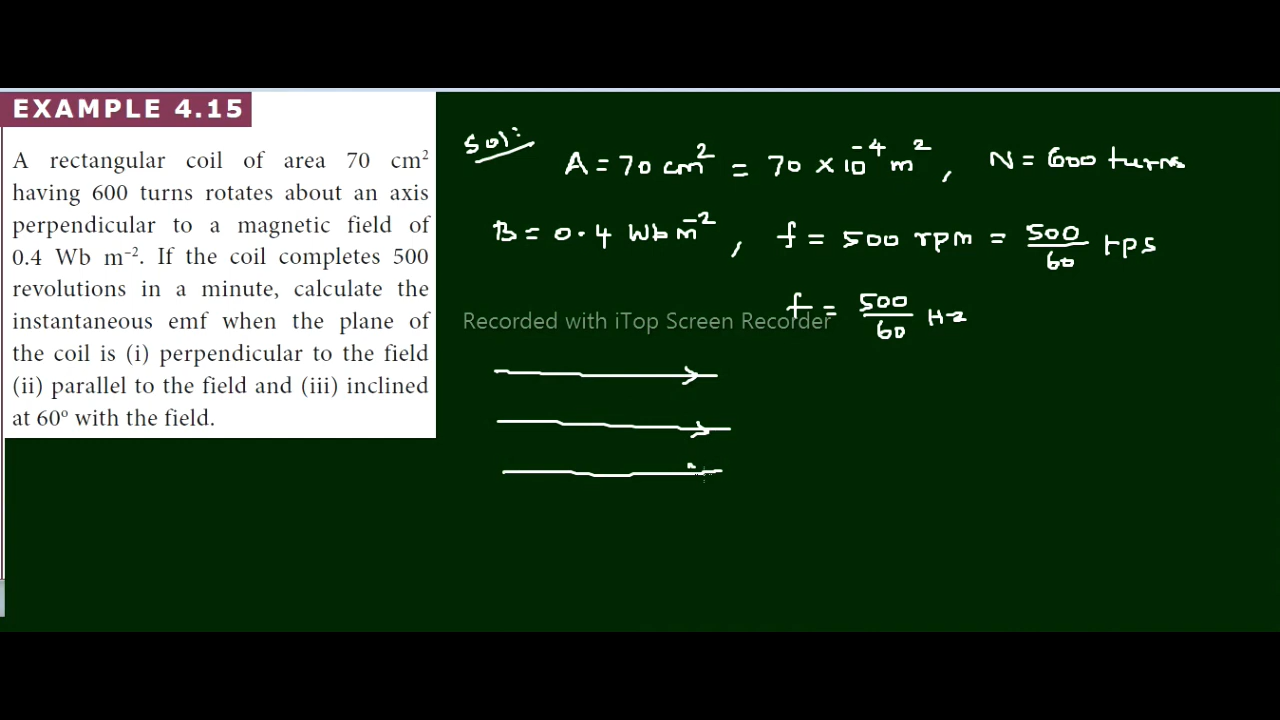 EXAMPLE 4.15
A rectangular coil of area 70 cm²
having 600 turns rotates about an axis
perpendicular to a magnetic field of
0.4 Wb m⁻². If the coil completes 500
revolutions in a minute, calculate the
instantaneous emf when the plane of
the coil is (i) perpendicular to the field
(ii) parallel to the field and (iii) inclined
at 60º with the field.
Sol:
A = 70 cm² = 70 × 10⁻⁴ m², N = 600 turns
B = 0.4 Wb m⁻², f = 500 rpm = 500/60 rps
f = 500/60 Hz
Recorded with iTop Screen Recorder